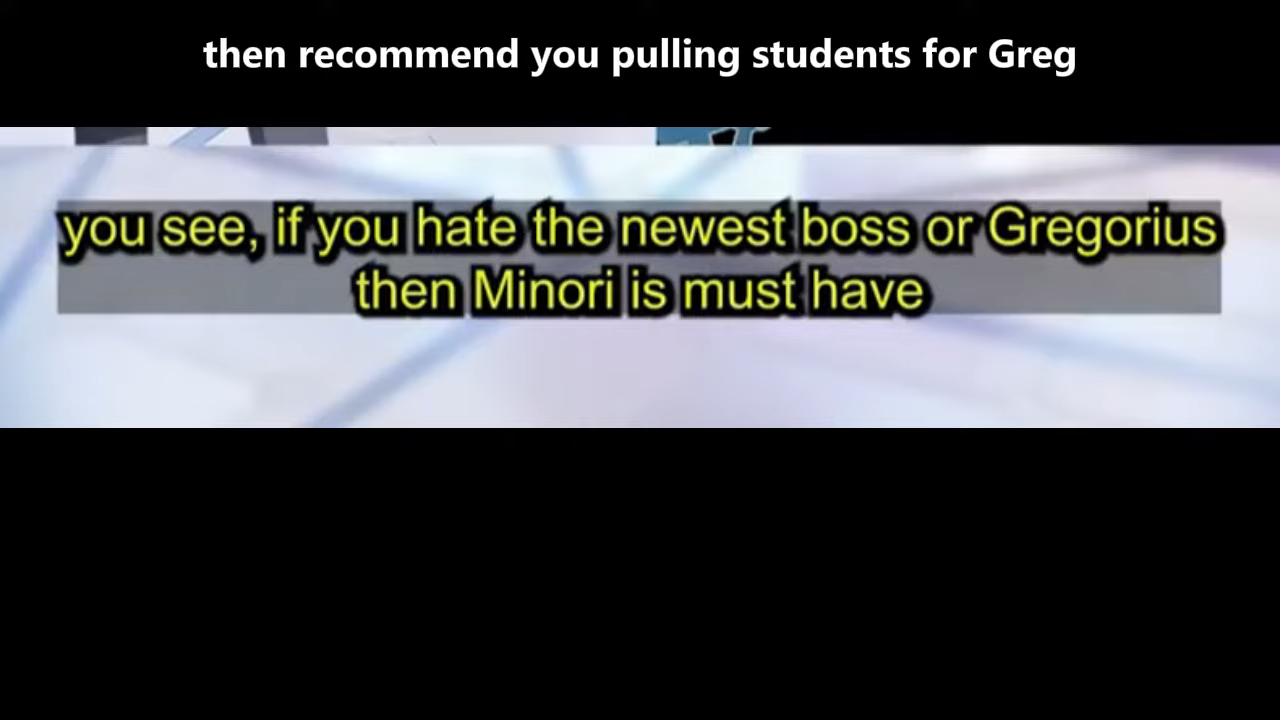 then recommend you pulling students for Greg
you see, if you hate the newest boss or Gregorius
then Minori is must have